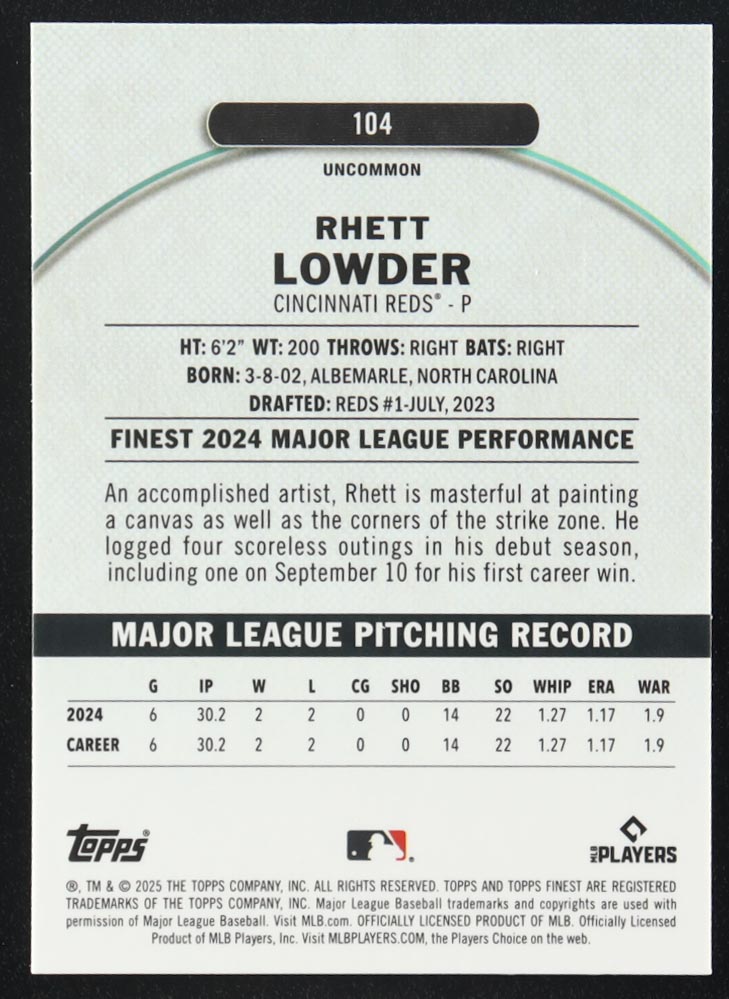 104
UNCOMMON
RHETT
LOWDER
CINCINNATI REDS® - P
HT: 6'2" WT: 200 THROWS: RIGHT BATS: RIGHT
BORN: 3-8-02, ALBEMARLE, NORTH CAROLINA
DRAFTED: REDS #1-JULY, 2023
FINEST 2024 MAJOR LEAGUE PERFORMANCE
An accomplished artist, Rhett is masterful at painting
a canvas as well as the corners of the strike zone. He
logged four scoreless outings in his debut season,
including one on September 10 for his first career win.
MAJOR LEAGUE PITCHING RECORD
G IP W L CG SHO BB SO WHIP ERA WAR
2024 6 30.2 2 2 0 0 14 22 1.27 1.17 1.9
CAREER 6 30.2 2 2 0 0 14 22 1.27 1.17 1.9
Topps® MLB PLAYERS
®, TM & © 2025 THE TOPPS COMPANY, INC. ALL RIGHTS RESERVED. TOPPS AND TOPPS FINEST ARE REGISTERED
TRADEMARKS OF THE TOPPS COMPANY, INC. Major League Baseball trademarks and copyrights are used with
permission of Major League Baseball. Visit MLB.com. OFFICIALLY LICENSED PRODUCT OF MLB. Officially Licensed
Product of MLB Players, Inc. Visit MLBPLAYERS.COM, the Players Choice on the web.